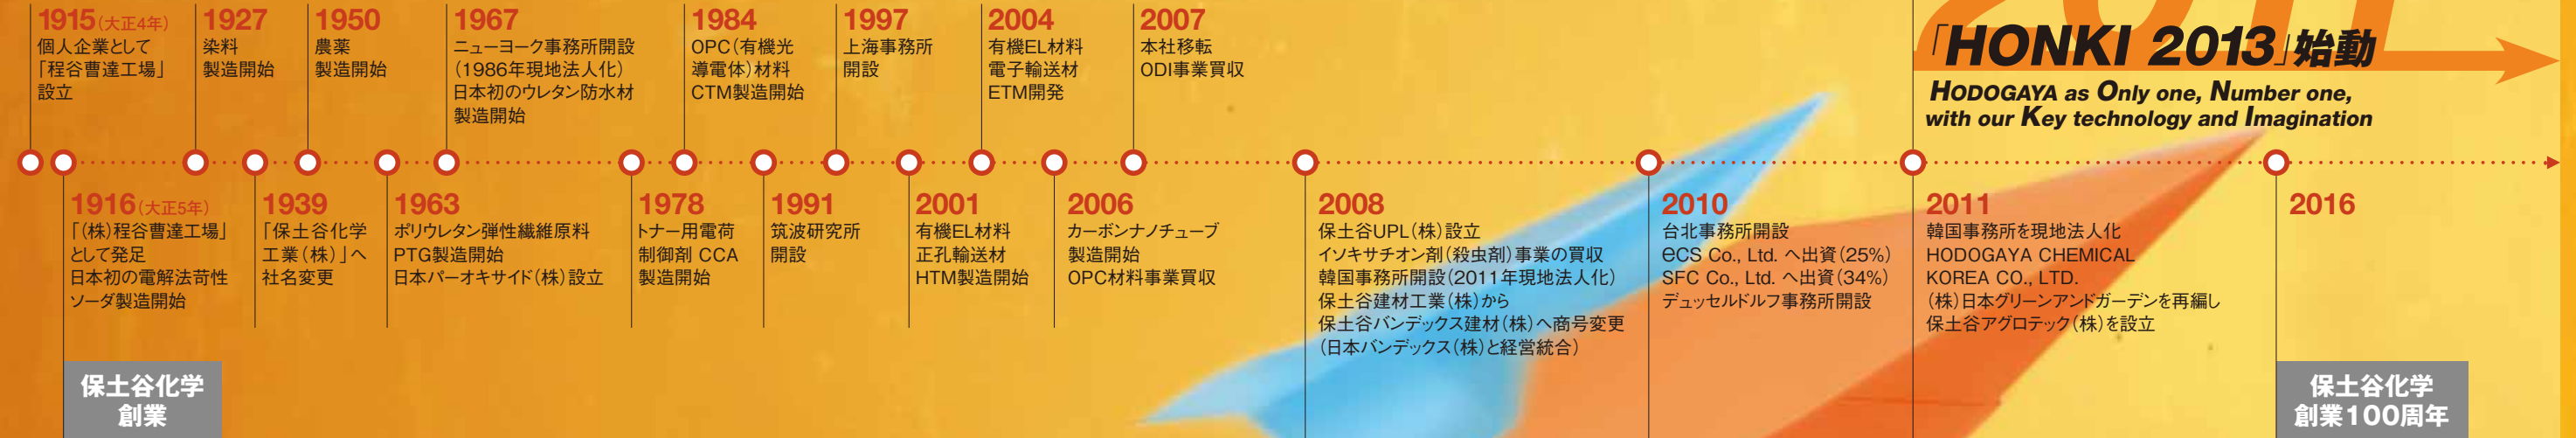 1915(大正4年)
個人企業として
「程谷曹達工場」
設立
1927
染料
製造開始
1950
農薬
製造開始
1967
ニューヨーク事務所開設
(1986年現地法人化)
日本初のウレタン防水材
製造開始
1984
OPC(有機光
導電体)材料
CTM製造開始
1997
上海事務所
開設
2004
有機EL材料
電子輸送材
ETM開発
2007
本社移転
ODI事業買収
2011
「HONKI 2013」始動
HODOGAYA as Only one, Number one,
with our Key technology and Imagination
1916(大正5年)
「(株)程谷曹達工場」
として発足
日本初の電解法苛性
ソーダ製造開始
1939
「保土谷化学
工業(株)」へ
社名変更
1963
ポリウレタン弾性繊維原料
PTG製造開始
日本パーオキサイド(株)設立
1978
トナー用電荷
制御剤 CCA
製造開始
1991
筑波研究所
開設
2001
有機EL材料
正孔輸送材
HTM製造開始
2006
カーボンナノチューブ
製造開始
OPC材料事業買収
2008
保土谷UPL(株)設立
イソキサチオン剤(殺虫剤)事業の買収
韓国事務所開設(2011年現地法人化)
保土谷建材工業(株)から
保土谷バンデックス建材(株)へ商号変更
(日本バンデックス(株)と経営統合)
2010
台北事務所開設
eCS Co., Ltd. へ出資(25%)
SFC Co., Ltd. へ出資(34%)
デュッセルドルフ事務所開設
2011
韓国事務所を現地法人化
HODOGAYA CHEMICAL
KOREA CO., LTD.
(株)日本グリーンアンドガーデンを再編し
保土谷アグロテック(株)を設立
2016
保土谷化学
創業
保土谷化学
創業100周年